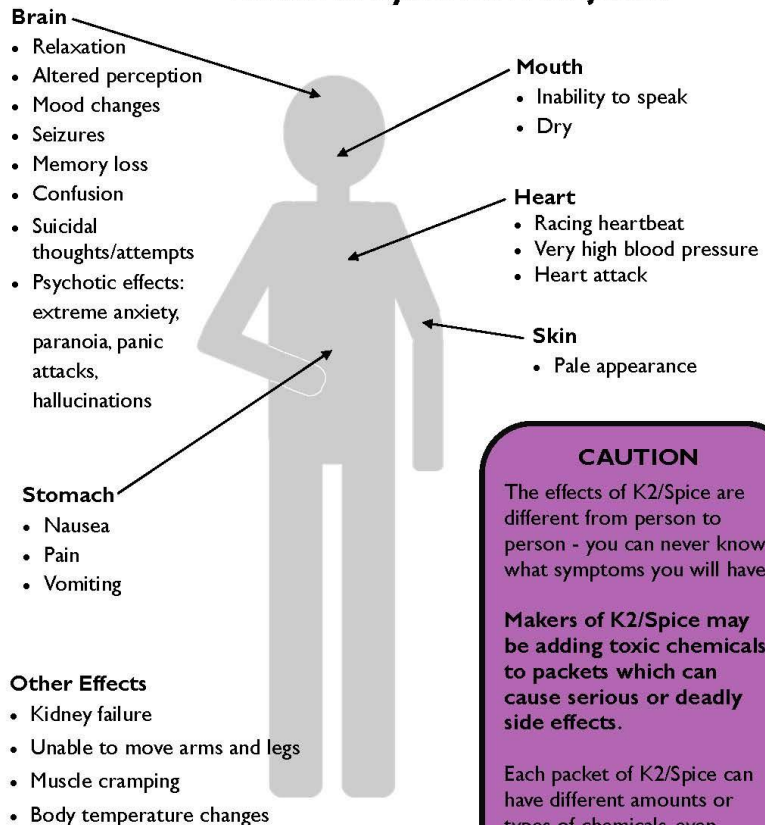 Brain
• Relaxation
• Altered perception
• Mood changes
• Seizures
• Memory loss
• Confusion
• Suicidal
thoughts/attempts
• Psychotic effects:
extreme anxiety,
paranoia, panic
attacks,
hallucinations
Mouth
• Inability to speak
• Dry
Heart
• Racing heartbeat
• Very high blood pressure
• Heart attack
Skin
• Pale appearance
Stomach
• Nausea
• Pain
• Vomiting
Other Effects
• Kidney failure
• Unable to move arms and legs
• Muscle cramping
• Body temperature changes
CAUTION
The effects of K2/Spice are
different from person to
person - you can never know
what symptoms you will have
Makers of K2/Spice may
be adding toxic chemicals
to packets which can
cause serious or deadly
side effects.
Each packet of K2/Spice can
have different amounts or
types of chemicals even